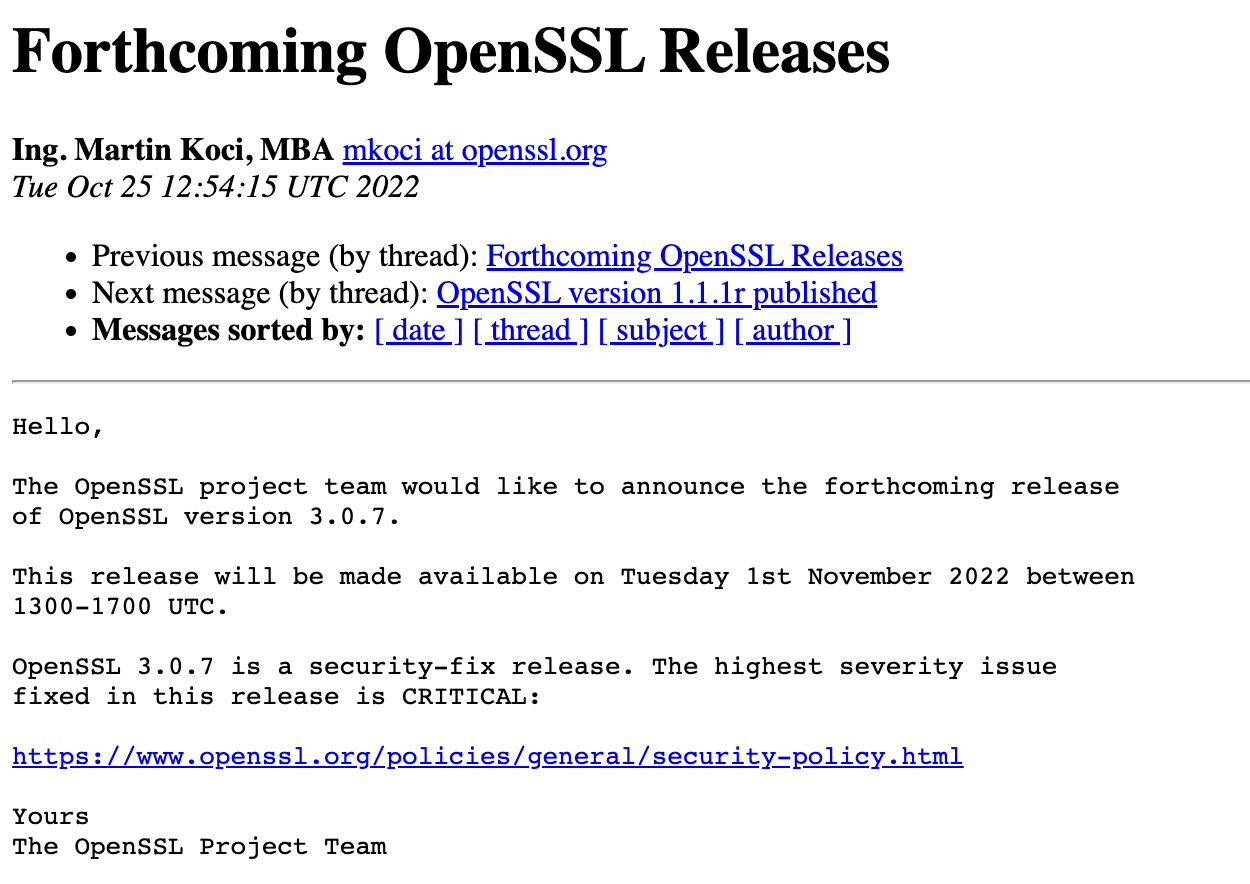 Forthcoming OpenSSL Releases
Ing. Martin Koci, MBA mkoci at openssl.org
Tue Oct 25 12:54:15 UTC 2022
Previous message (by thread): Forthcoming OpenSSL Releases
Next message (by thread): OpenSSL version 1.1.1r published
Messages sorted by: [ date ] [ thread ] [ subject ] [ author ]
Hello,
The OpenSSL project team would like to announce the forthcoming release
of OpenSSL version 3.0.7.
This release will be made available on Tuesday 1st November 2022 between
1300-1700 UTC.
OpenSSL 3.0.7 is a security-fix release. The highest severity issue
fixed in this release is CRITICAL:
https://www.openssl.org/policies/general/security-policy.html
Yours
The OpenSSL Project Team